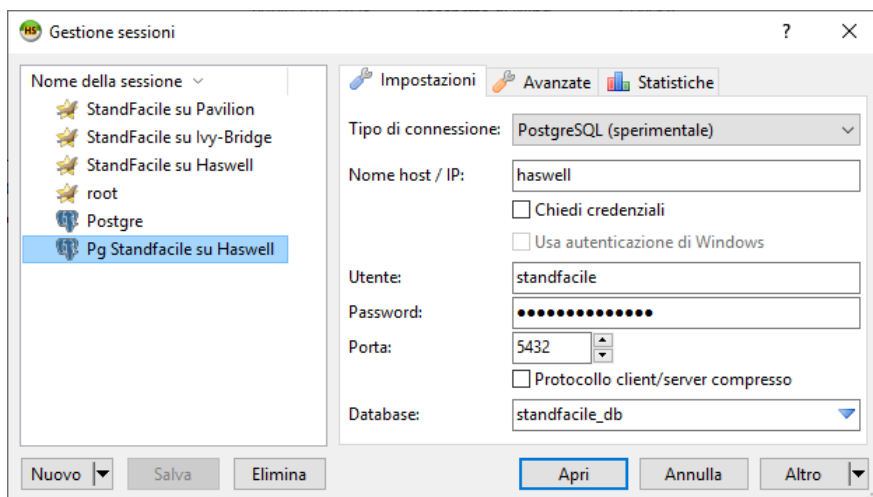 HS Gestione sessioni ?
Nome della sessione
StandFacile su Pavilion
StandFacile su Ivy-Bridge
StandFacile su Haswell
root
Postgre
Pg Standfacile su Haswell
Impostazioni Avanzate Statistiche
Tipo di connessione: PostgreSQL (sperimentale)
Nome host / IP: haswell
Chiedi credenziali
Usa autenticazione di Windows
Utente: standfacile
Password: ●●●●●●●●●●●●●●
Porta: 5432
Protocollo client/server compresso
Database: standfacile_db
Nuovo Salva Elimina Apri Annulla Altro